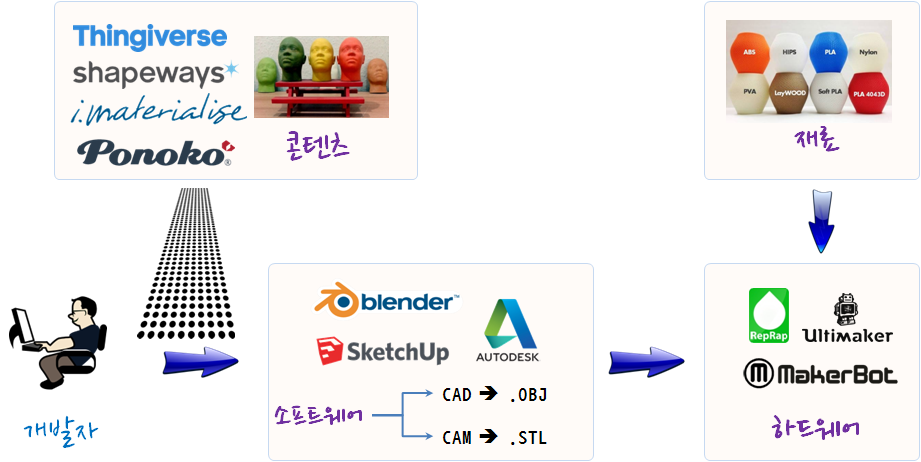 Thingiverse
shapeways
i.materialise
Ponoko®
콘텐츠
ABS
HIPS
PLA
Nylon
PVA
LayWOOD
Soft PLA
PLA 4043D
재료
blender™
SketchUp
AUTODESK
소프트웨어
CAD → .OBJ
CAM → .STL
RepRap
Ultimaker
MakerBot
하드웨어
개발자